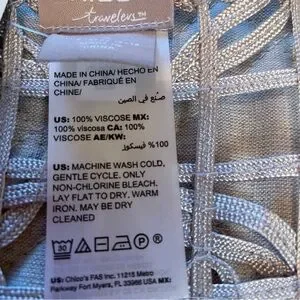 travelers™
MADE IN CHINA/ HECHO EN
CHINA/ FABRIQUÉ EN
CHINE/
صنع في الصين
US: 100% VISCOSE MX:
100% viscosa CA: 100%
VISCOSE AE/KW:
100% فيسكوز
US: MACHINE WASH COLD,
GENTLE CYCLE. ONLY
NON-CHLORINE BLEACH.
LAY FLAT TO DRY. WARM
IRON. MAY BE DRY
CLEANED
30
P
US: Chico's FAS Inc. 11215 Metro
Parkway Fort Myers, FL 33966 US MX: